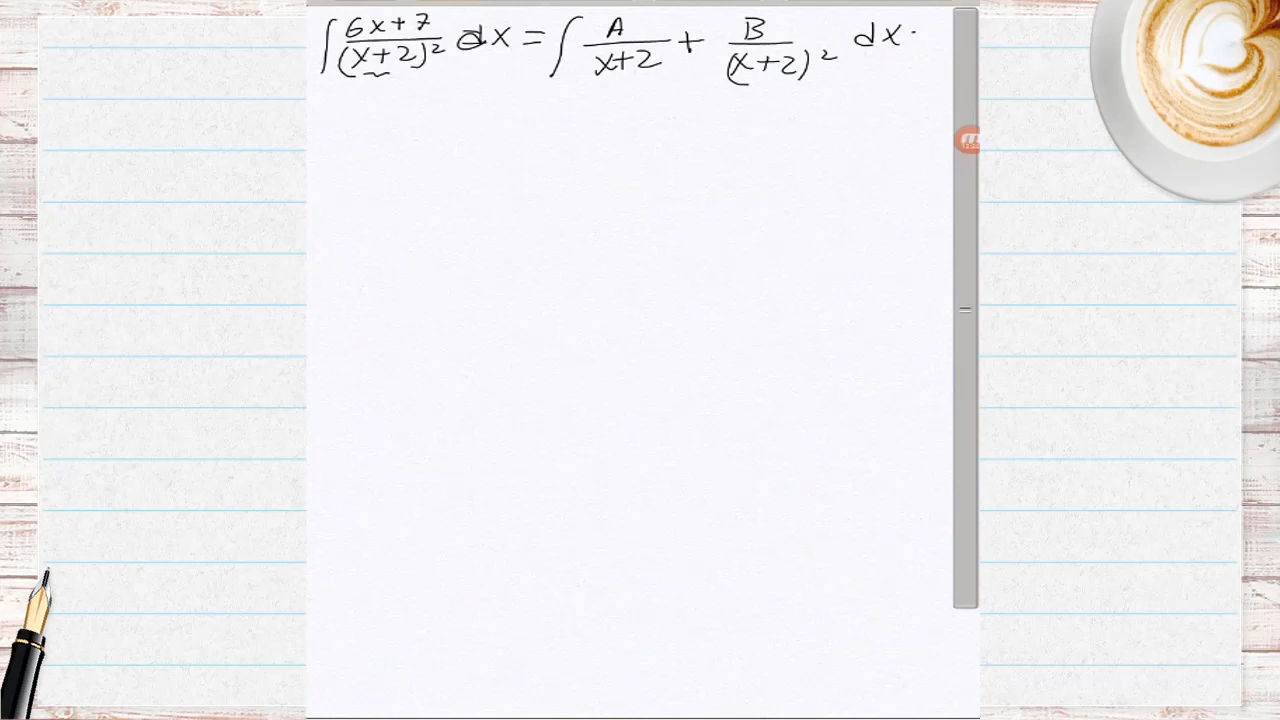 ∫ 6x+7/(x+2)² dx = ∫ A/x+2 + B/(x+2)² dx.